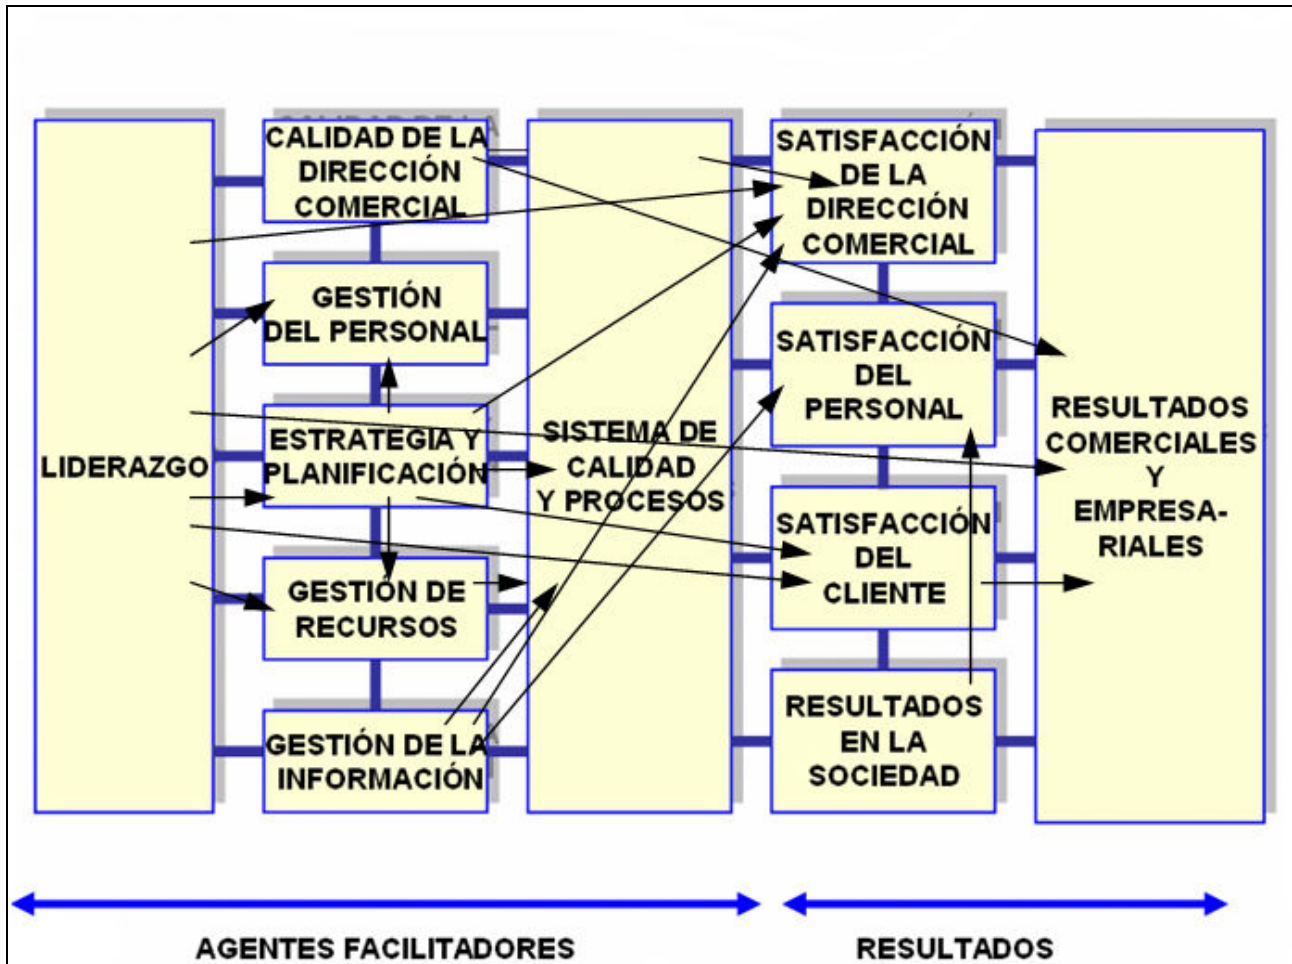 LIDERAZGO
CALIDAD DE LA
DIRECCIÓN
COMERCIAL
GESTIÓN
DEL PERSONAL
ESTRATEGIA Y
PLANIFICACIÓN
GESTIÓN DE
RECURSOS
GESTIÓN DE LA
INFORMACIÓN
SISTEMA DE
CALIDAD
Y PROCESOS
SATISFACCIÓN
DE LA
DIRECCIÓN
COMERCIAL
SATISFACCIÓN
DEL
PERSONAL
SATISFACCIÓN
DEL
CLIENTE
RESULTADOS
EN LA
SOCIEDAD
RESULTADOS
COMERCIALES
Y
EMPRESA-
RIALES
AGENTES FACILITADORES
RESULTADOS